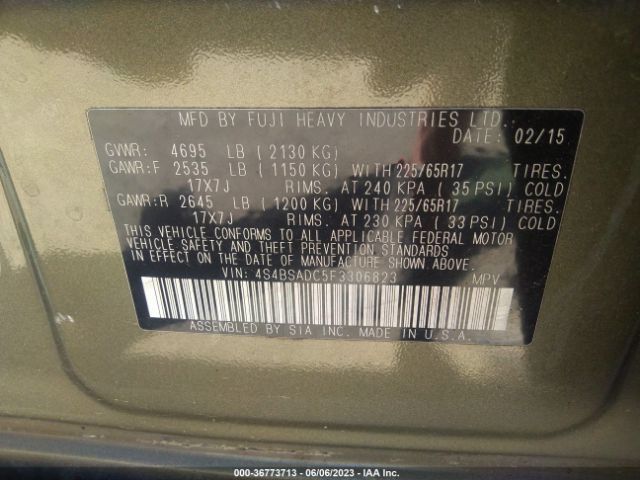 MFD BY FUJI HEAVY INDUSTRIES LTD.
DATE: 02/15
GVWR: 4695 LB ( 2130 KG)
GAWR:F 2535 LB ( 1150 KG) WITH 225/65R17 TIRES.
17X7J RIMS. AT 240 KPA ( 35 PSI) COLD
GAWR:R 2645 LB ( 1200 KG) WITH 225/65R17 TIRES.
17X7J RIMS. AT 230 KPA ( 33 PSI) COLD
THIS VEHICLE CONFORMS TO ALL APPLICABLE FEDERAL MOTOR
VEHICLE SAFETY AND THEFT PREVENTION STANDARDS
IN EFFECT ON THE DATE OF MANUFACTURE SHOWN ABOVE.
VIN: 4S4BSADC5F3306823 MPV
ASSEMBLED BY SIA INC. MADE IN U.S.A.
000-36773713 - 06/06/2023 - IAA Inc.